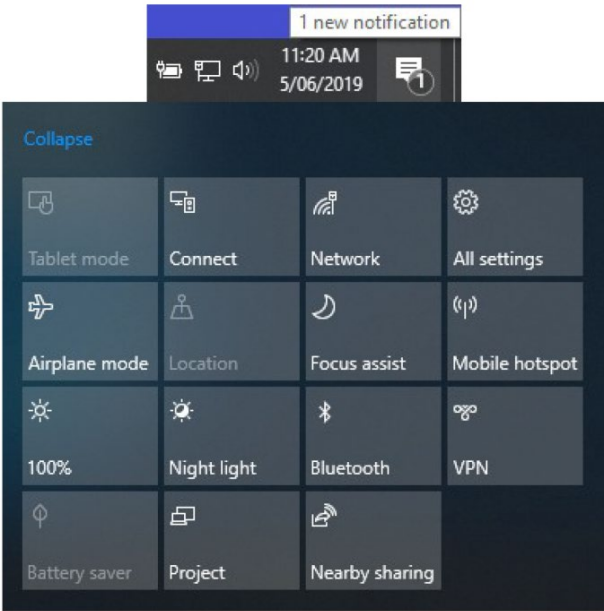 1 new notification
11:20 AM
5/06/2019
1
Collapse
Tablet mode
Connect
Network
All settings
Airplane mode
Location
Focus assist
Mobile hotspot
100%
Night light
Bluetooth
VPN
Battery saver
Project
Nearby sharing